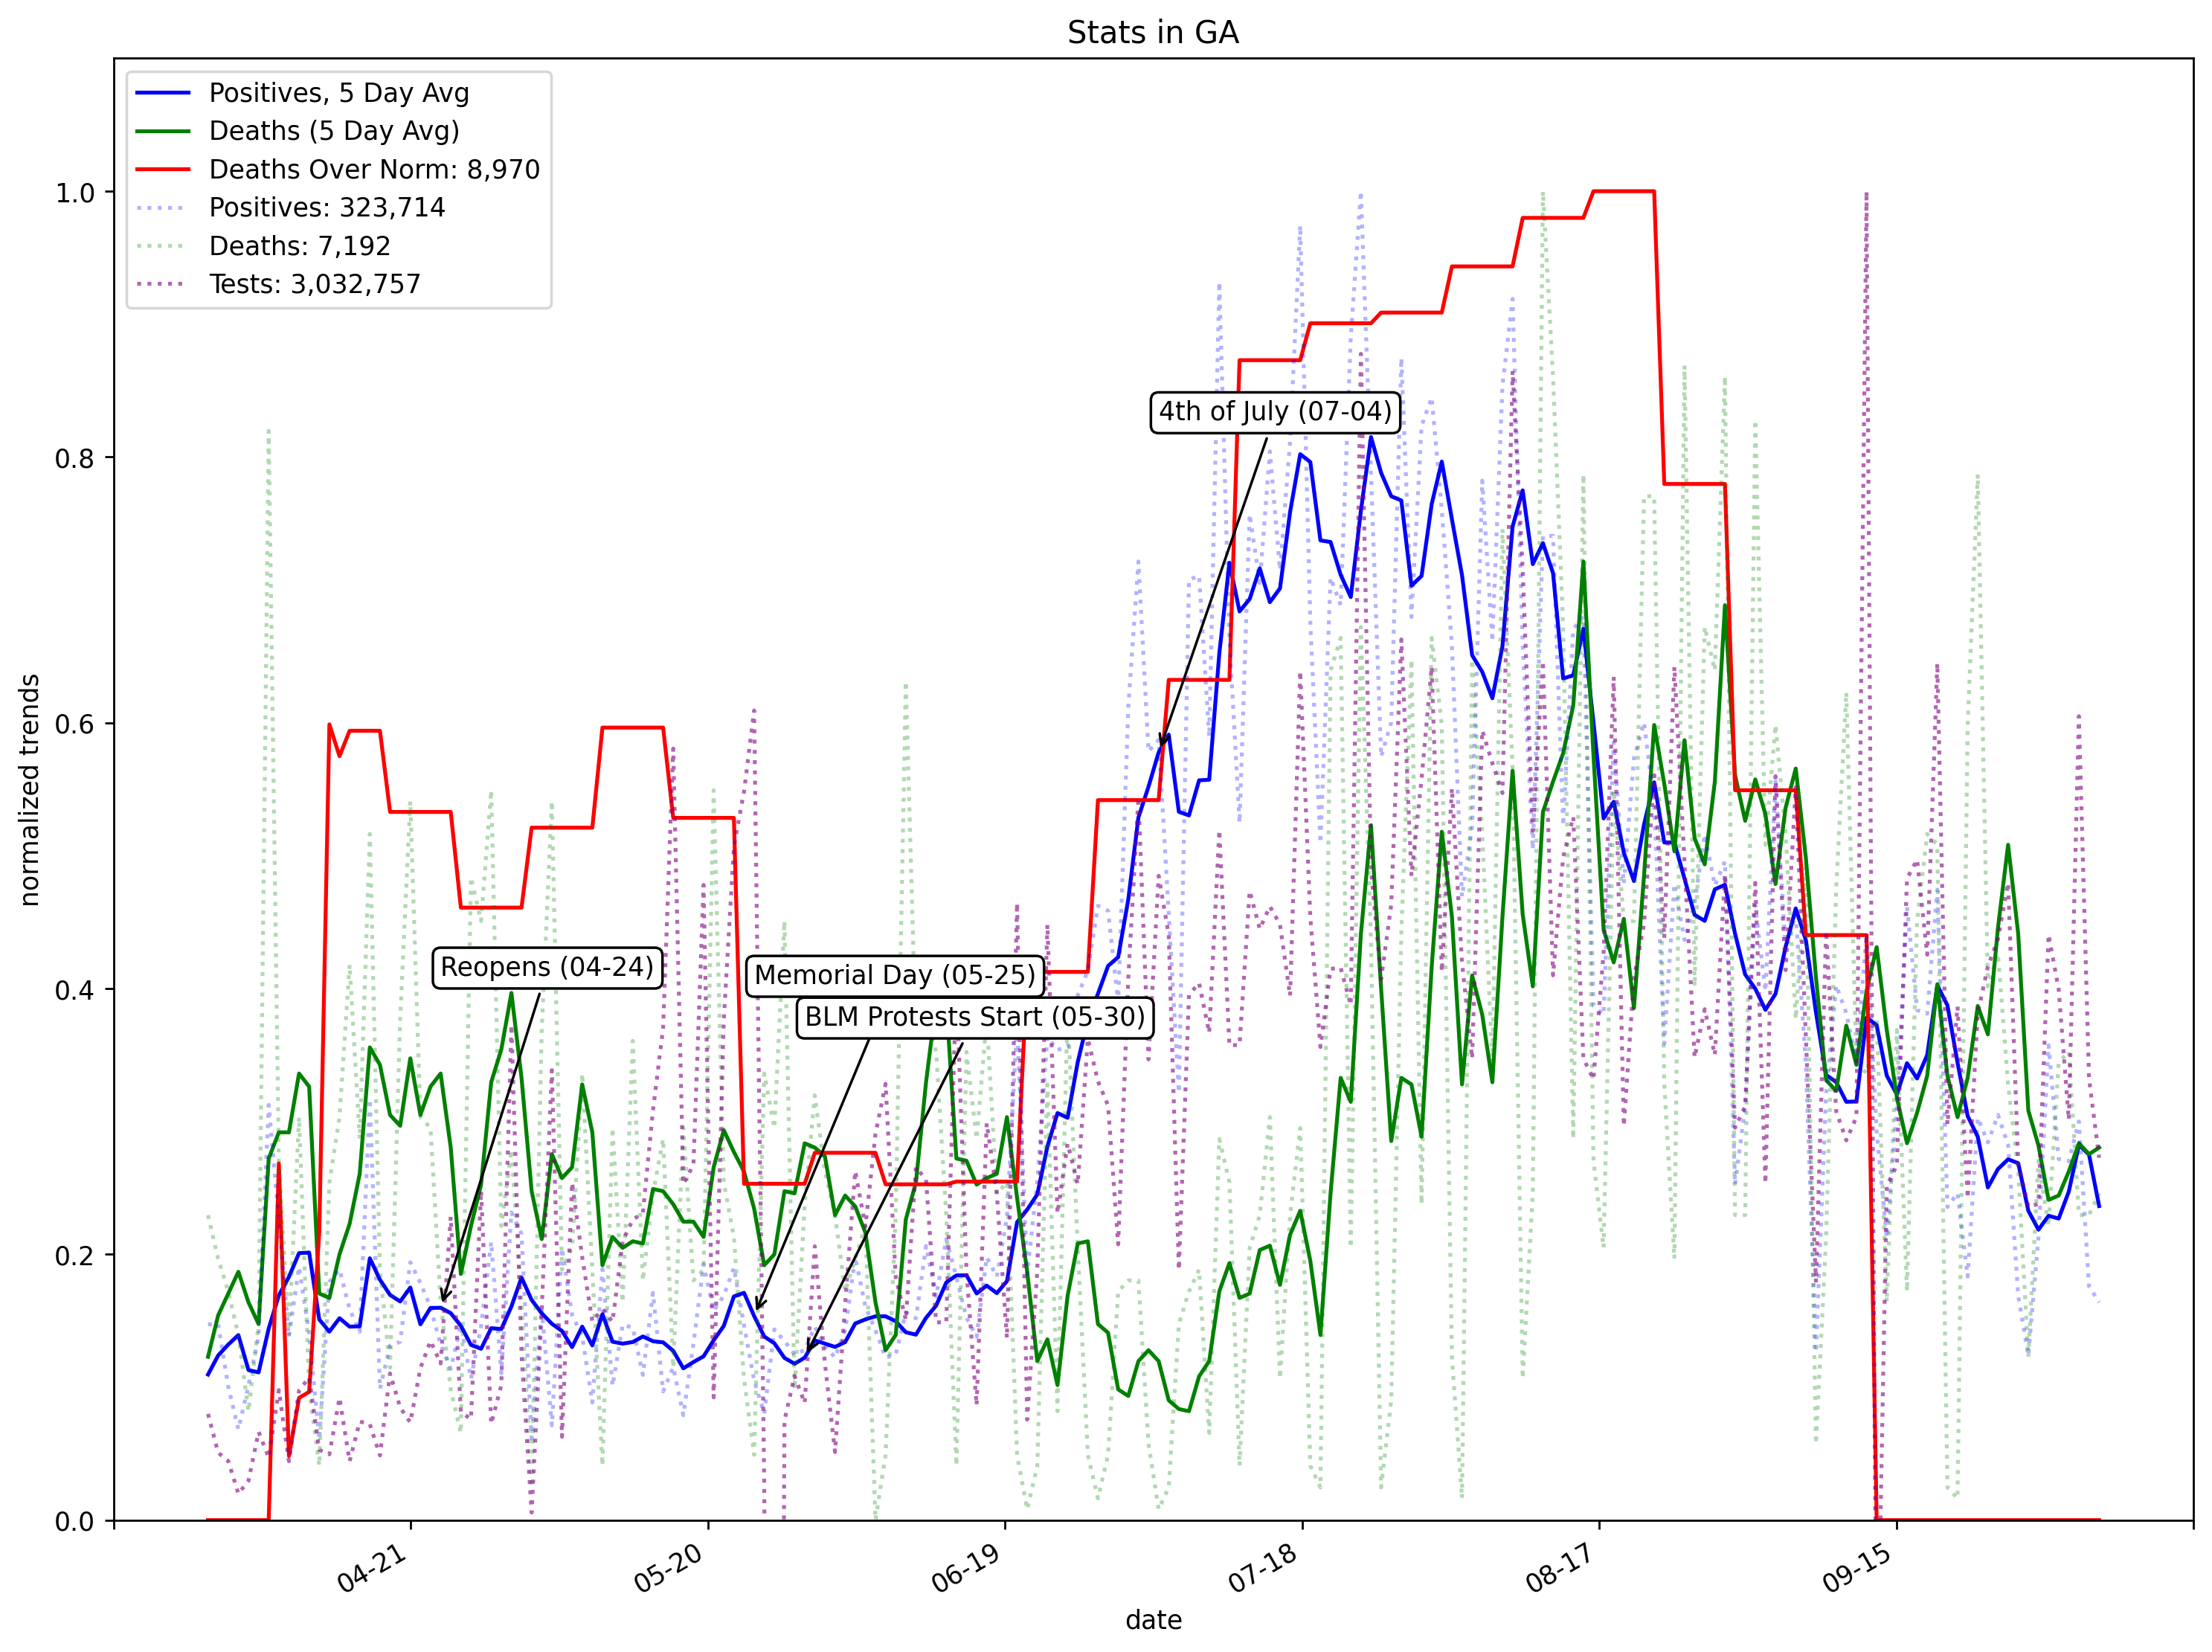 Stats in GA
Positives, 5 Day Avg
Deaths (5 Day Avg)
Deaths Over Norm: 8,970
Positives: 323,714
Deaths: 7,192
Tests: 3,032,757
1.0
0.8
0.6
0.4
0.2
0.0
normalized trends
4th of July (07-04)
Reopens (04-24)
Memorial Day (05-25)
BLM Protests Start (05-30)
04-21
05-20
06-19
07-18
08-17
09-15
date